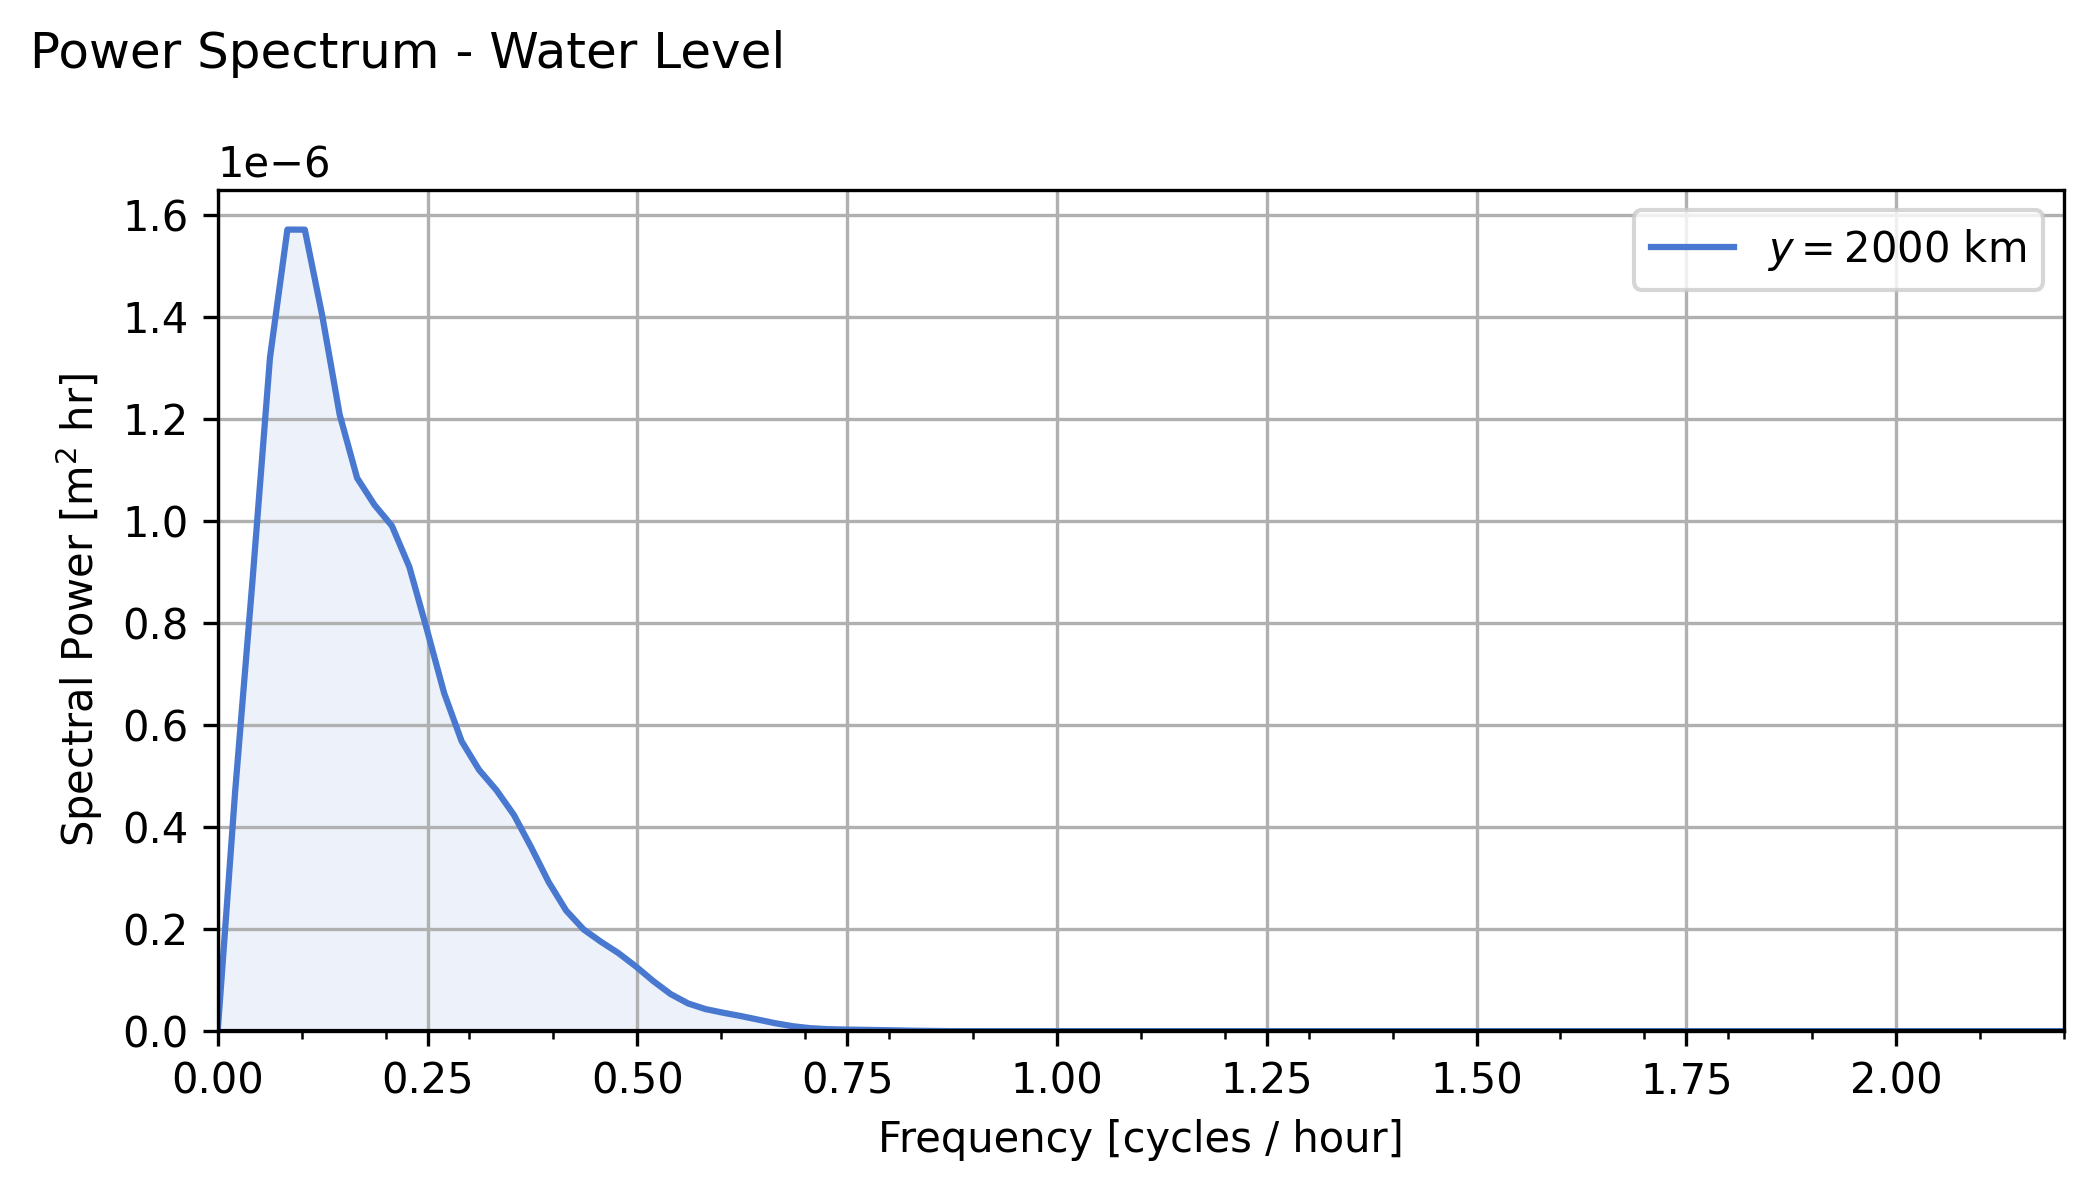 Power Spectrum - Water Level
1e−6
1.6
1.4
1.2
1.0
0.8
0.6
0.4
0.2
0.0
Spectral Power [m² hr]
y = 2000 km
0.00 0.25 0.50 0.75 1.00 1.25 1.50 1.75 2.00
Frequency [cycles / hour]